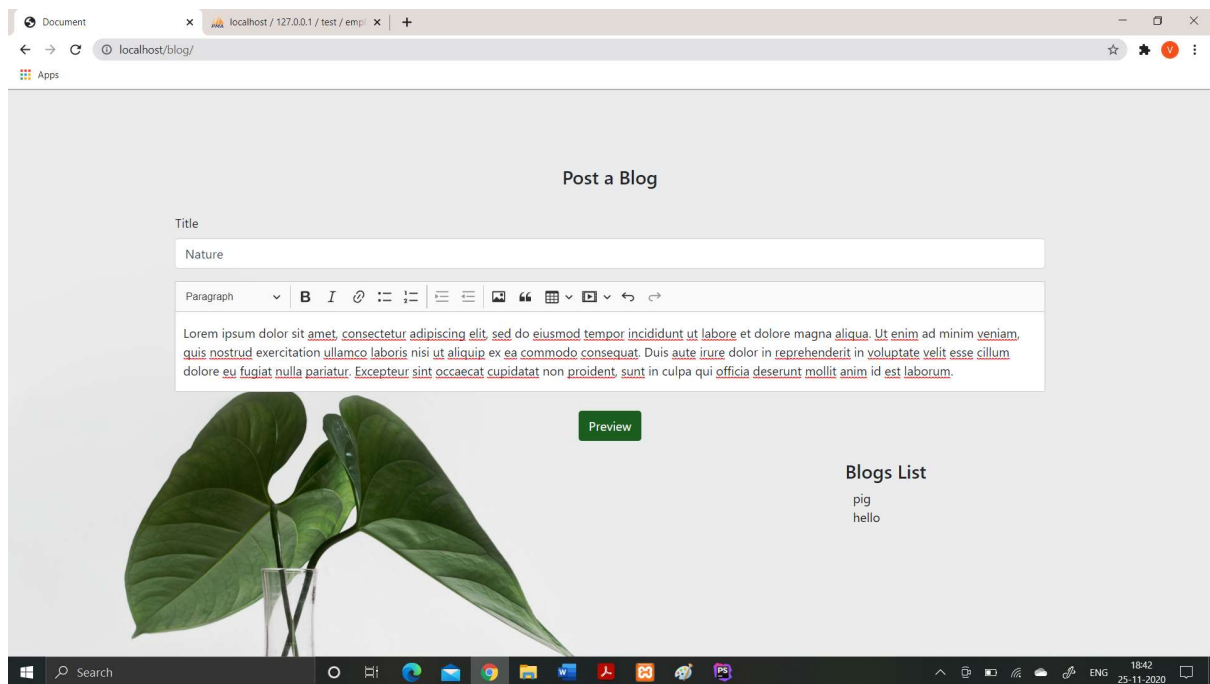 Document
localhost / 127.0.0.1 / test / empl
localhost/blog/
V
Apps
Post a Blog
Title
Nature
Paragraph
Lorem ipsum dolor sit amet, consectetur adipiscing elit, sed do eiusmod tempor incididunt ut labore et dolore magna aliqua. Ut enim ad minim veniam,
quis nostrud exercitation ullamco laboris nisi ut aliquip ex ea commodo consequat. Duis aute irure dolor in reprehenderit in voluptate velit esse cillum
dolore eu fugiat nulla pariatur. Excepteur sint occaecat cupidatat non proident, sunt in culpa qui officia deserunt mollit anim id est laborum.
Preview
Blogs List
pig
hello
Search
ENG
18:42
25-11-2020